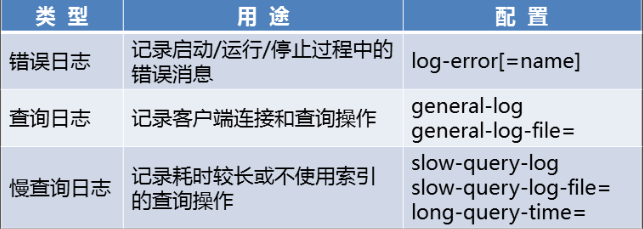 类 型 用 途 配 置
错误日志 记录启动/运行/停止过程中的错误消息 log-error[=name]
查询日志 记录客户端连接和查询操作 general-log
general-log-file=
慢查询日志 记录耗时较长或不使用索引的查询操作 slow-query-log
slow-query-log-file=
long-query-time=